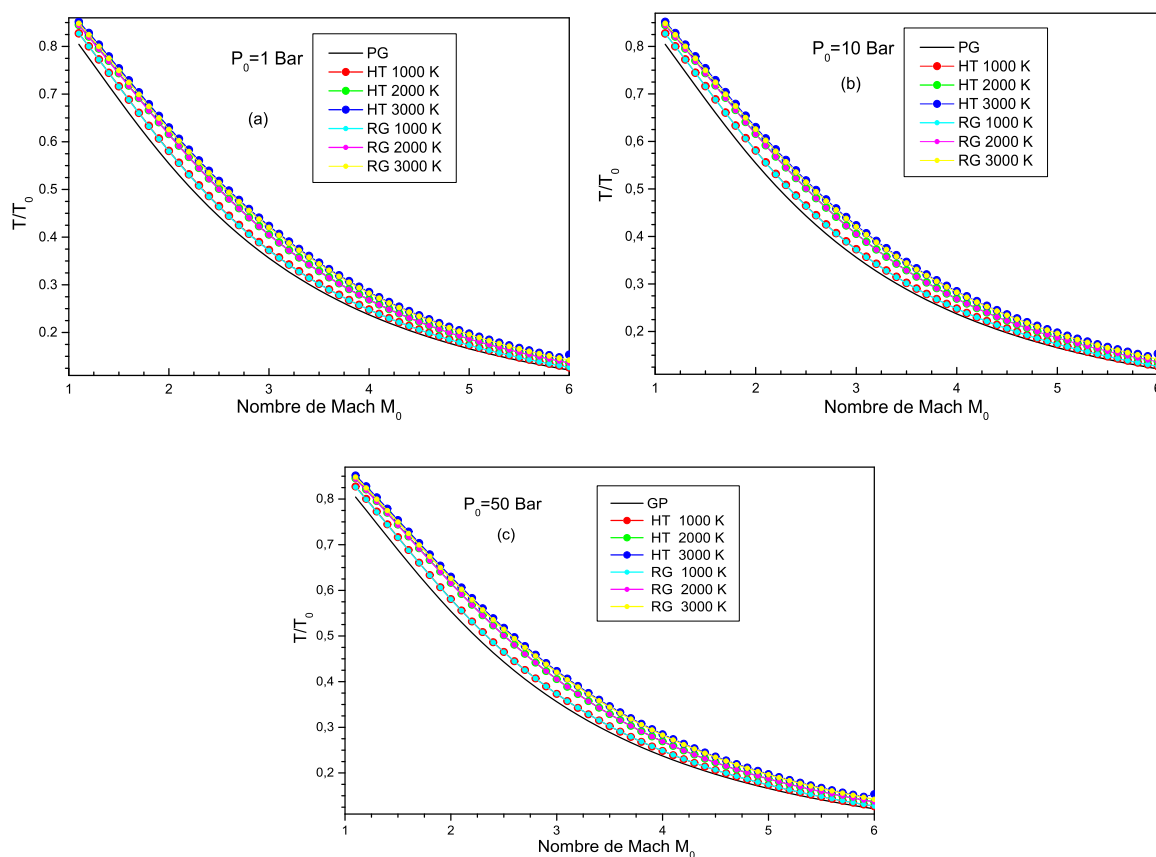 P0=1 Bar
(a)
PG
HT 1000 K
HT 2000 K
HT 3000 K
RG 1000 K
RG 2000 K
RG 3000 K
0,8
0,7
0,6
0,5
0,4
0,3
0,2
T/T0
1 2 3 4 5 6
Nombre de Mach M0
P0=10 Bar
(b)
PG
HT 1000 K
HT 2000 K
HT 3000 K
RG 1000 K
RG 2000 K
RG 3000 K
0,8
0,7
0,6
0,5
0,4
0,3
0,2
T/T0
1 2 3 4 5 6
Nombre de Mach M0
P0=50 Bar
(c)
GP
HT 1000 K
HT 2000 K
HT 3000 K
RG 1000 K
RG 2000 K
RG 3000 K
0,8
0,7
0,6
0,5
0,4
0,3
0,2
T/T0
1 2 3 4 5 6
Nombre de Mach M0